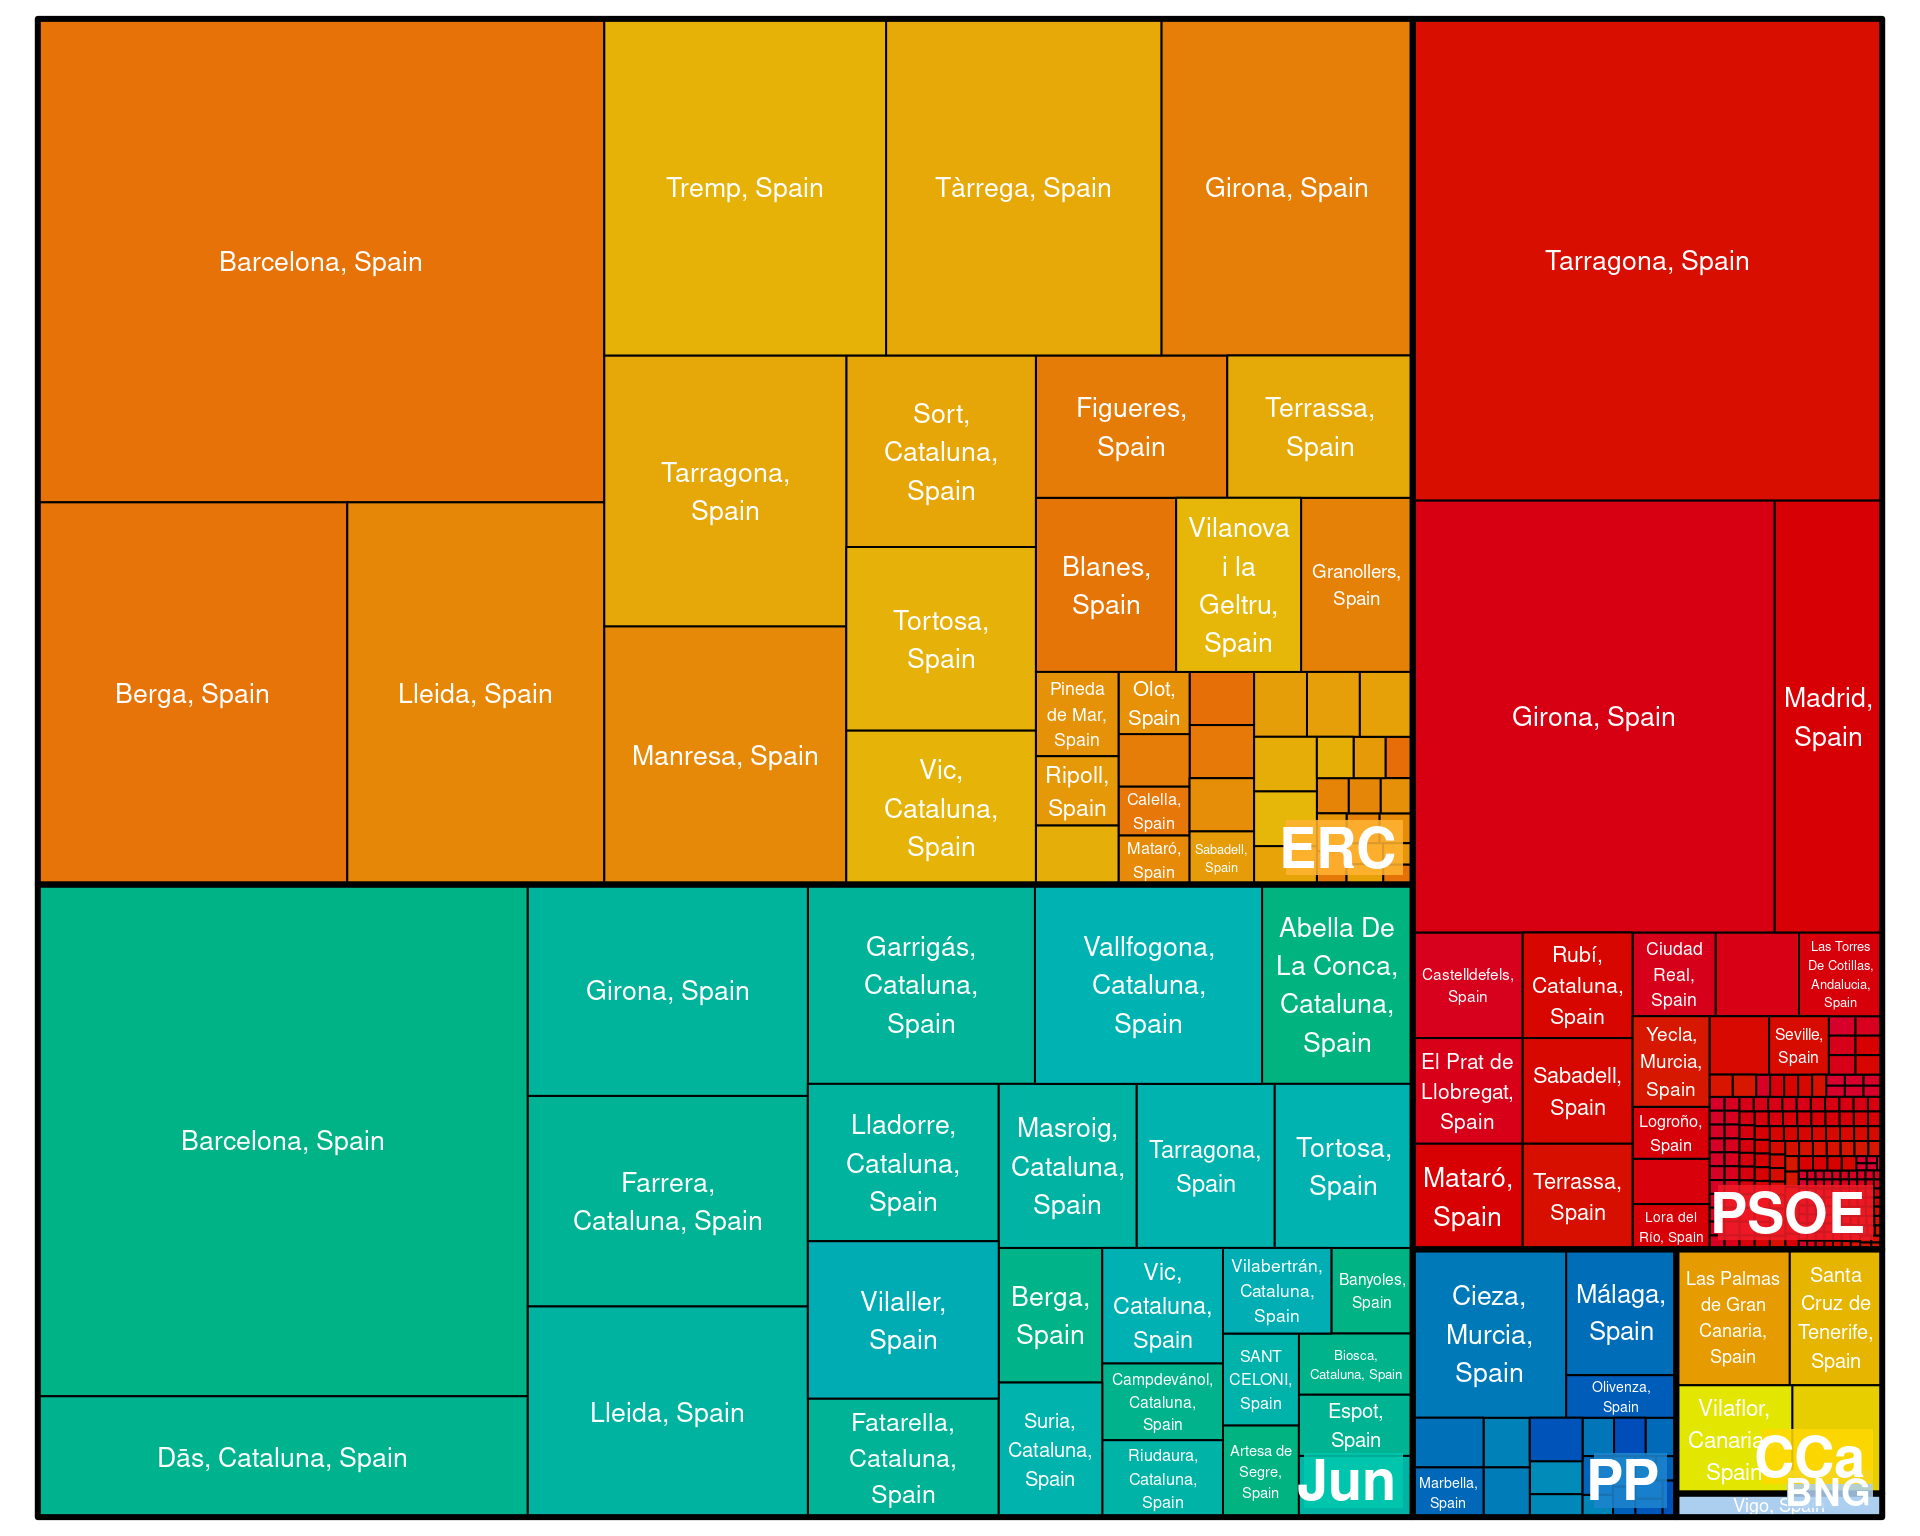 Barcelona, Spain
Tremp, Spain
Tàrrega, Spain
Girona, Spain
Berga, Spain
Lleida, Spain
Tarragona,
Spain
Manresa, Spain
Sort,
Cataluna,
Spain
Tortosa,
Spain
Vic,
Cataluna,
Spain
Figueres,
Spain
Terrassa,
Spain
Blanes,
Spain
Vilanova
i la
Geltru,
Spain
Granollers,
Spain
Pineda
de Mar,
Spain
Ripoll,
Spain
Olot,
Spain
Calella,
Spain
Mataró,
Spain
Sabadell,
Spain
ERC
Barcelona, Spain
Dās, Cataluna, Spain
Girona, Spain
Farrera,
Cataluna, Spain
Lleida, Spain
Garrigás,
Cataluna,
Spain
Vallfogona,
Cataluna,
Spain
Abella De
La Conca,
Cataluna,
Spain
Lladorre,
Cataluna,
Spain
Vilaller,
Spain
Fatarella,
Cataluna,
Spain
Masroig,
Cataluna,
Spain
Tarragona,
Spain
Tortosa,
Spain
Berga,
Spain
Suria,
Cataluna,
Spain
Vic,
Cataluna,
Spain
Campdevánol,
Cataluna,
Spain
Riudaura,
Cataluna,
Spain
Vilabertrán,
Cataluna,
Spain
Banyoles,
Spain
SANT
CELONI,
Spain
Artesa de
Segre,
Spain
Biosca,
Cataluna, Spain
Espot,
Spain
Jun
Tarragona, Spain
Girona, Spain
Madrid,
Spain
Castelldefels,
Spain
El Prat de
Llobregat,
Spain
Mataró,
Spain
Rubí,
Cataluna,
Spain
Sabadell,
Spain
Terrassa,
Spain
Ciudad
Real,
Spain
Las Torres
De Cotillas,
Andalucia,
Spain
Yecla,
Murcia,
Spain
Logroño,
Spain
Lora del
Río, Spain
Seville,
Spain
PSOE
Cieza,
Murcia,
Spain
Málaga,
Spain
Olivenza,
Spain
Marbella,
Spain
PP
Las Palmas
de Gran
Canaria,
Spain
Santa
Cruz de
Tenerife,
Spain
Vilaflor,
Canaria
Spain
CCa
BNG
Vigo, Spain